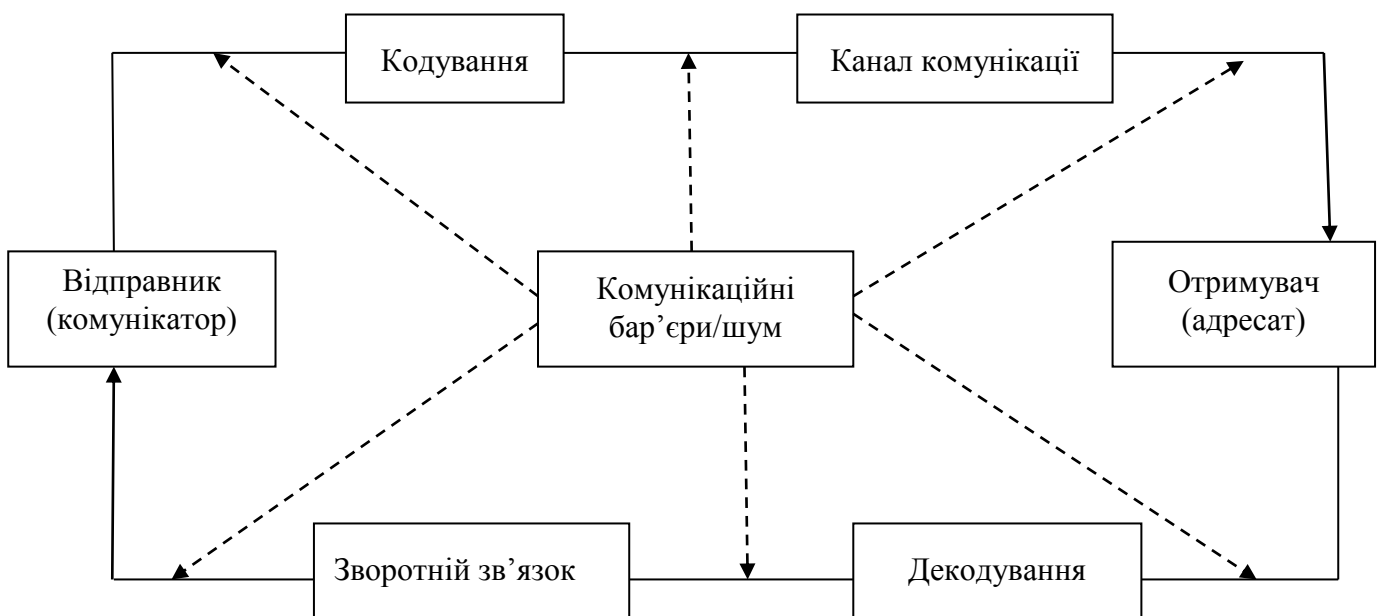 Кодування
Канал комунікації
Відправник
(комунікатор)
Комунікаційні
бар’єри/шум
Отримувач
(адресат)
Зворотній зв’язок
Декодування